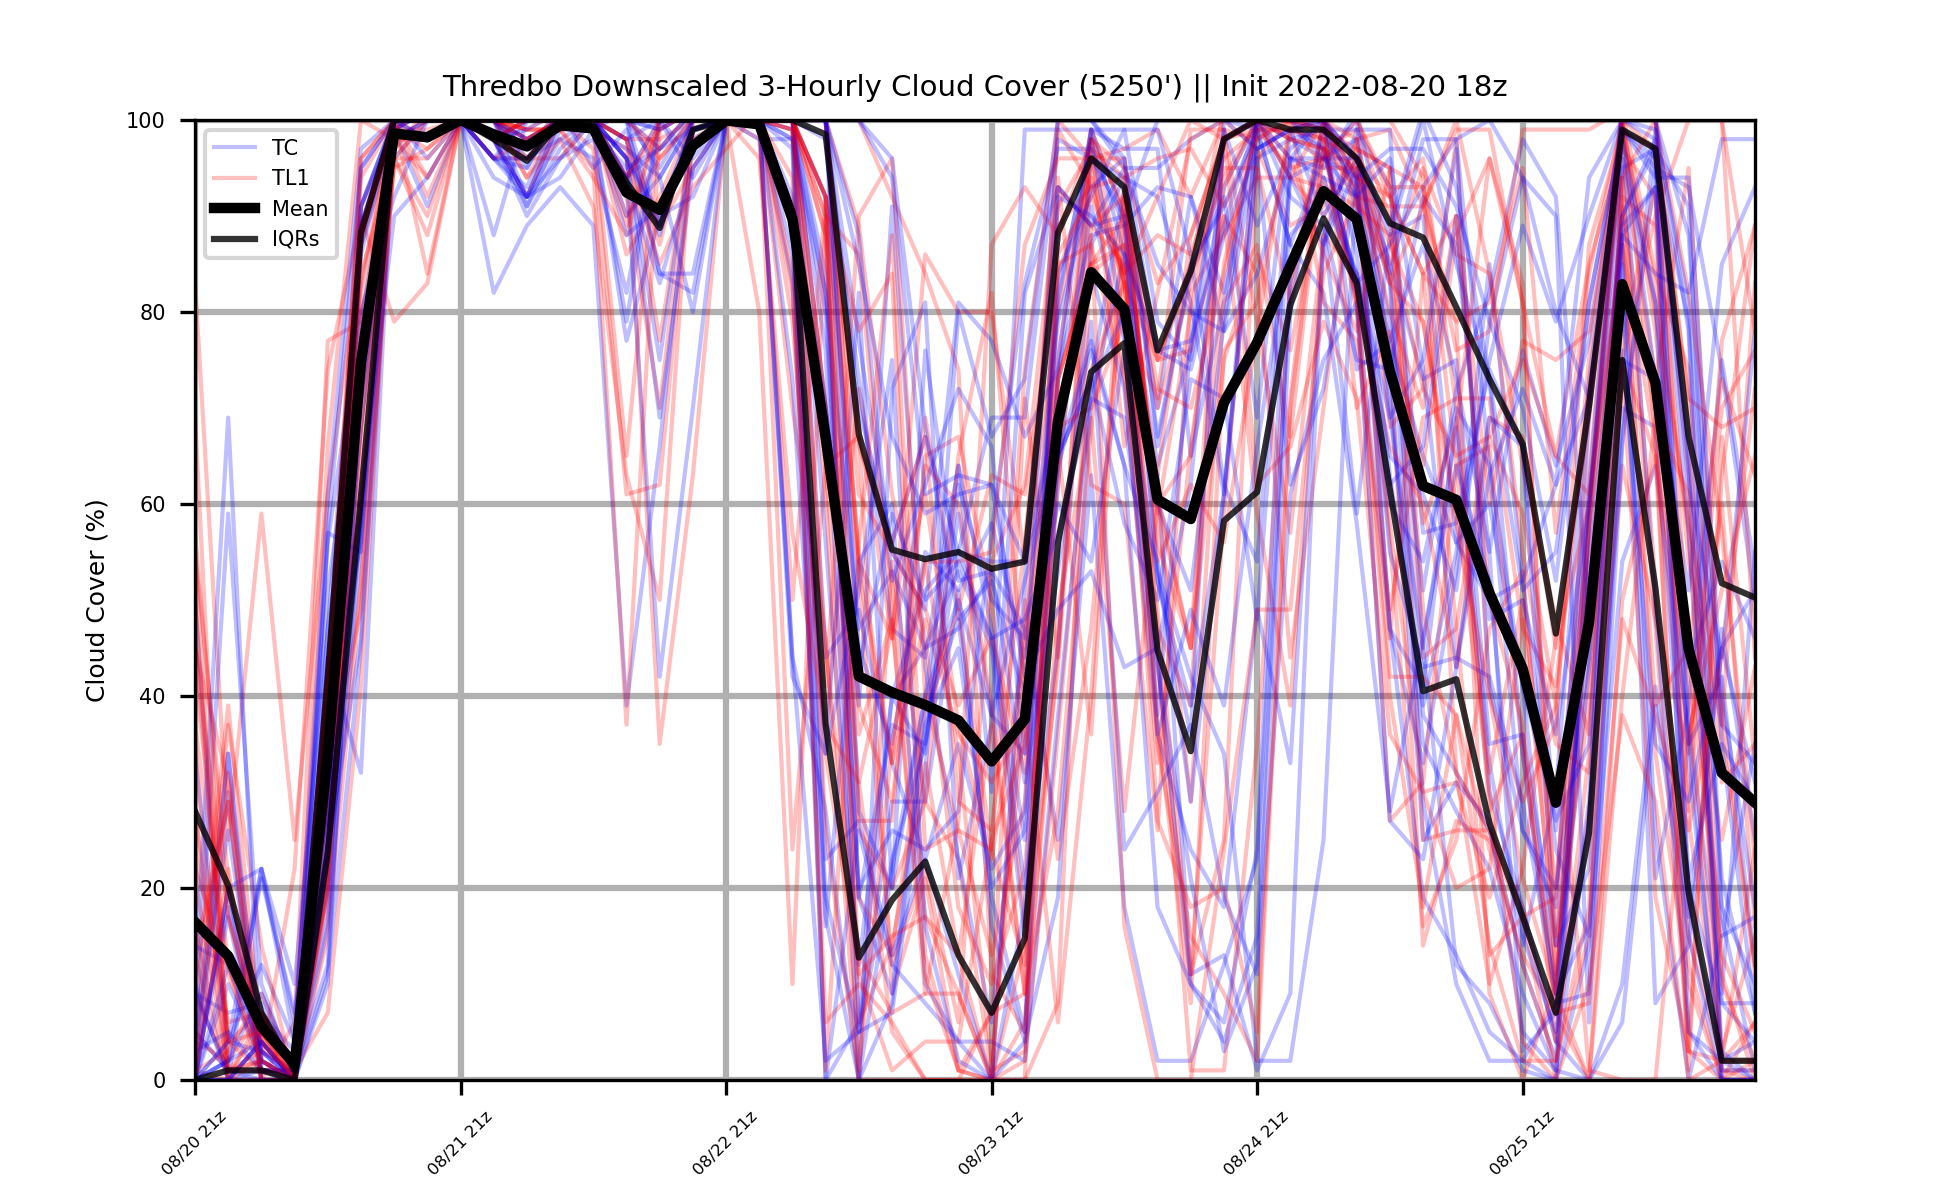 Thredbo Downscaled 3-Hourly Cloud Cover (5250') || Init 2022-08-20 18z
Cloud Cover (%)
100
80
60
40
20
0
TC
TL1
Mean
IQRs
08/20 21z
08/21 21z
08/22 21z
08/23 21z
08/24 21z
08/25 21z